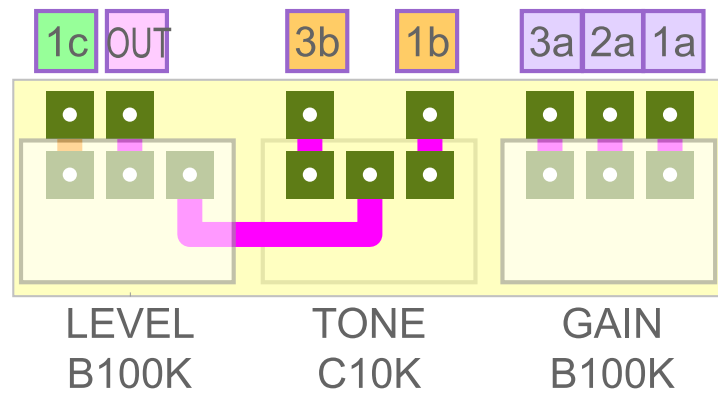 1c OUT 3b 1b 3a 2a 1a
LEVEL TONE GAIN
B100K C10K B100K